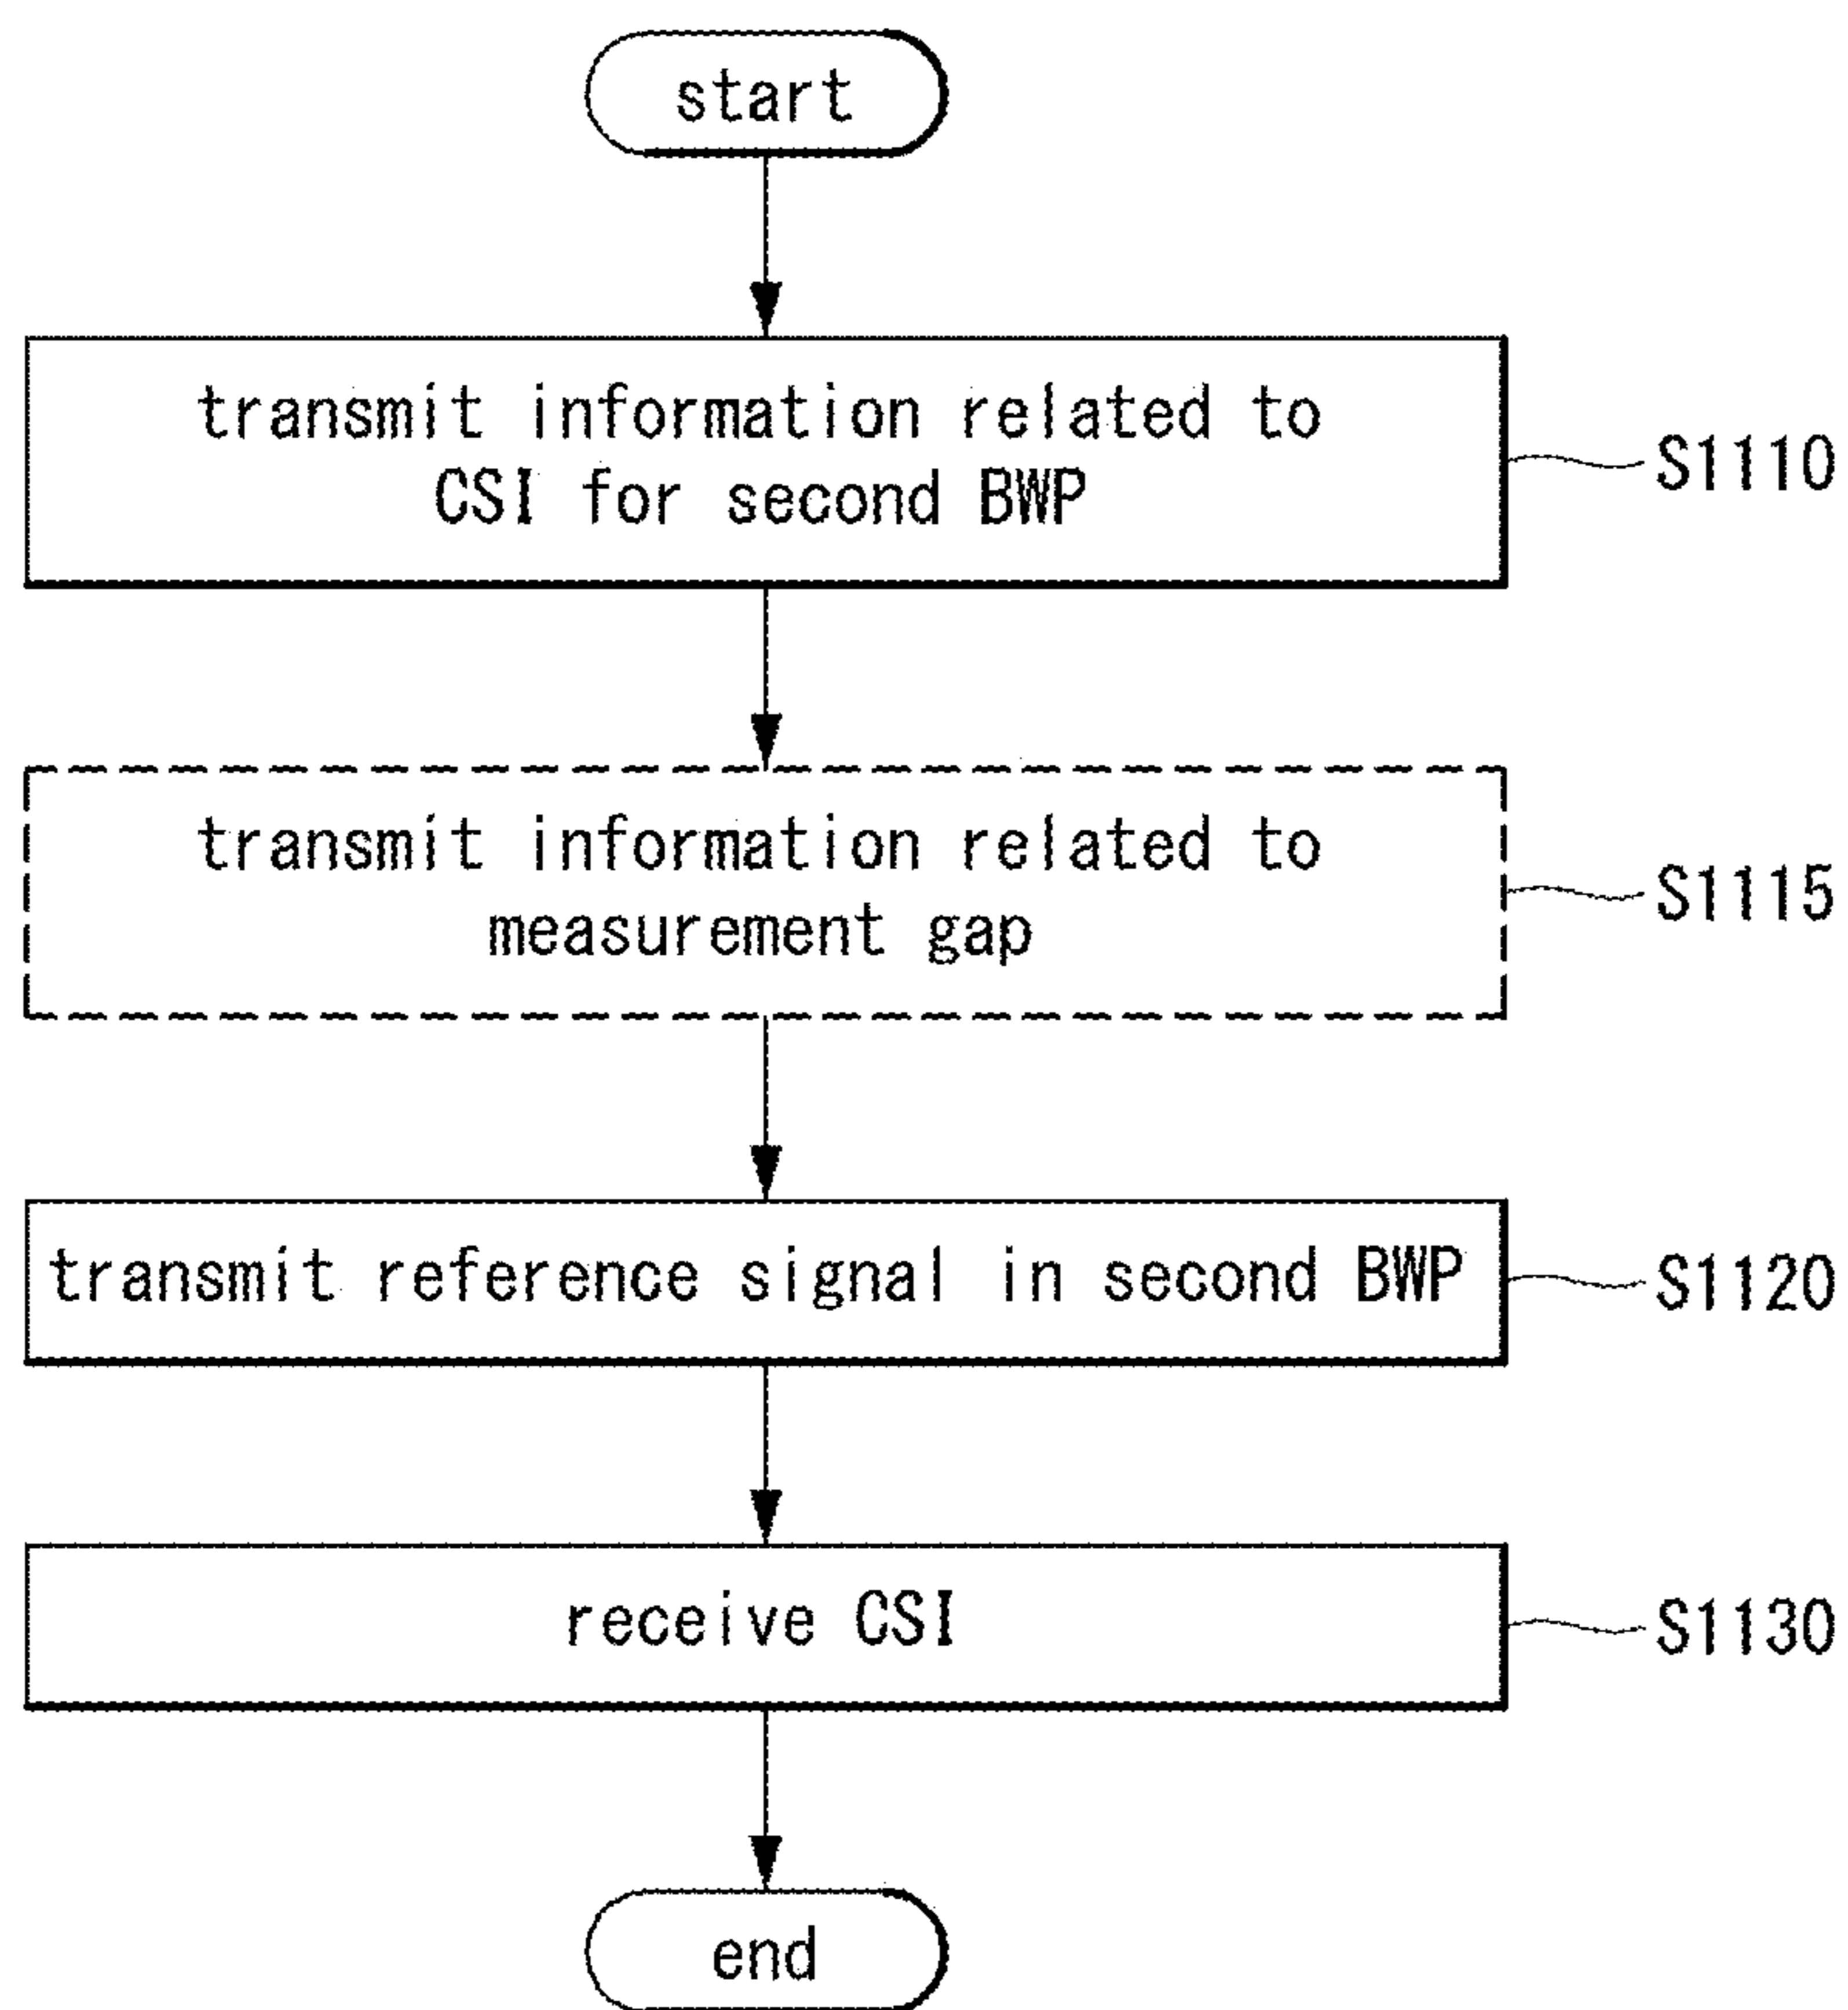 start
transmit information related to
CSI for second BWP
S1110
transmit information related to
measurement gap
S1115
transmit reference signal in second BWP
S1120
receive CSI
S1130
end